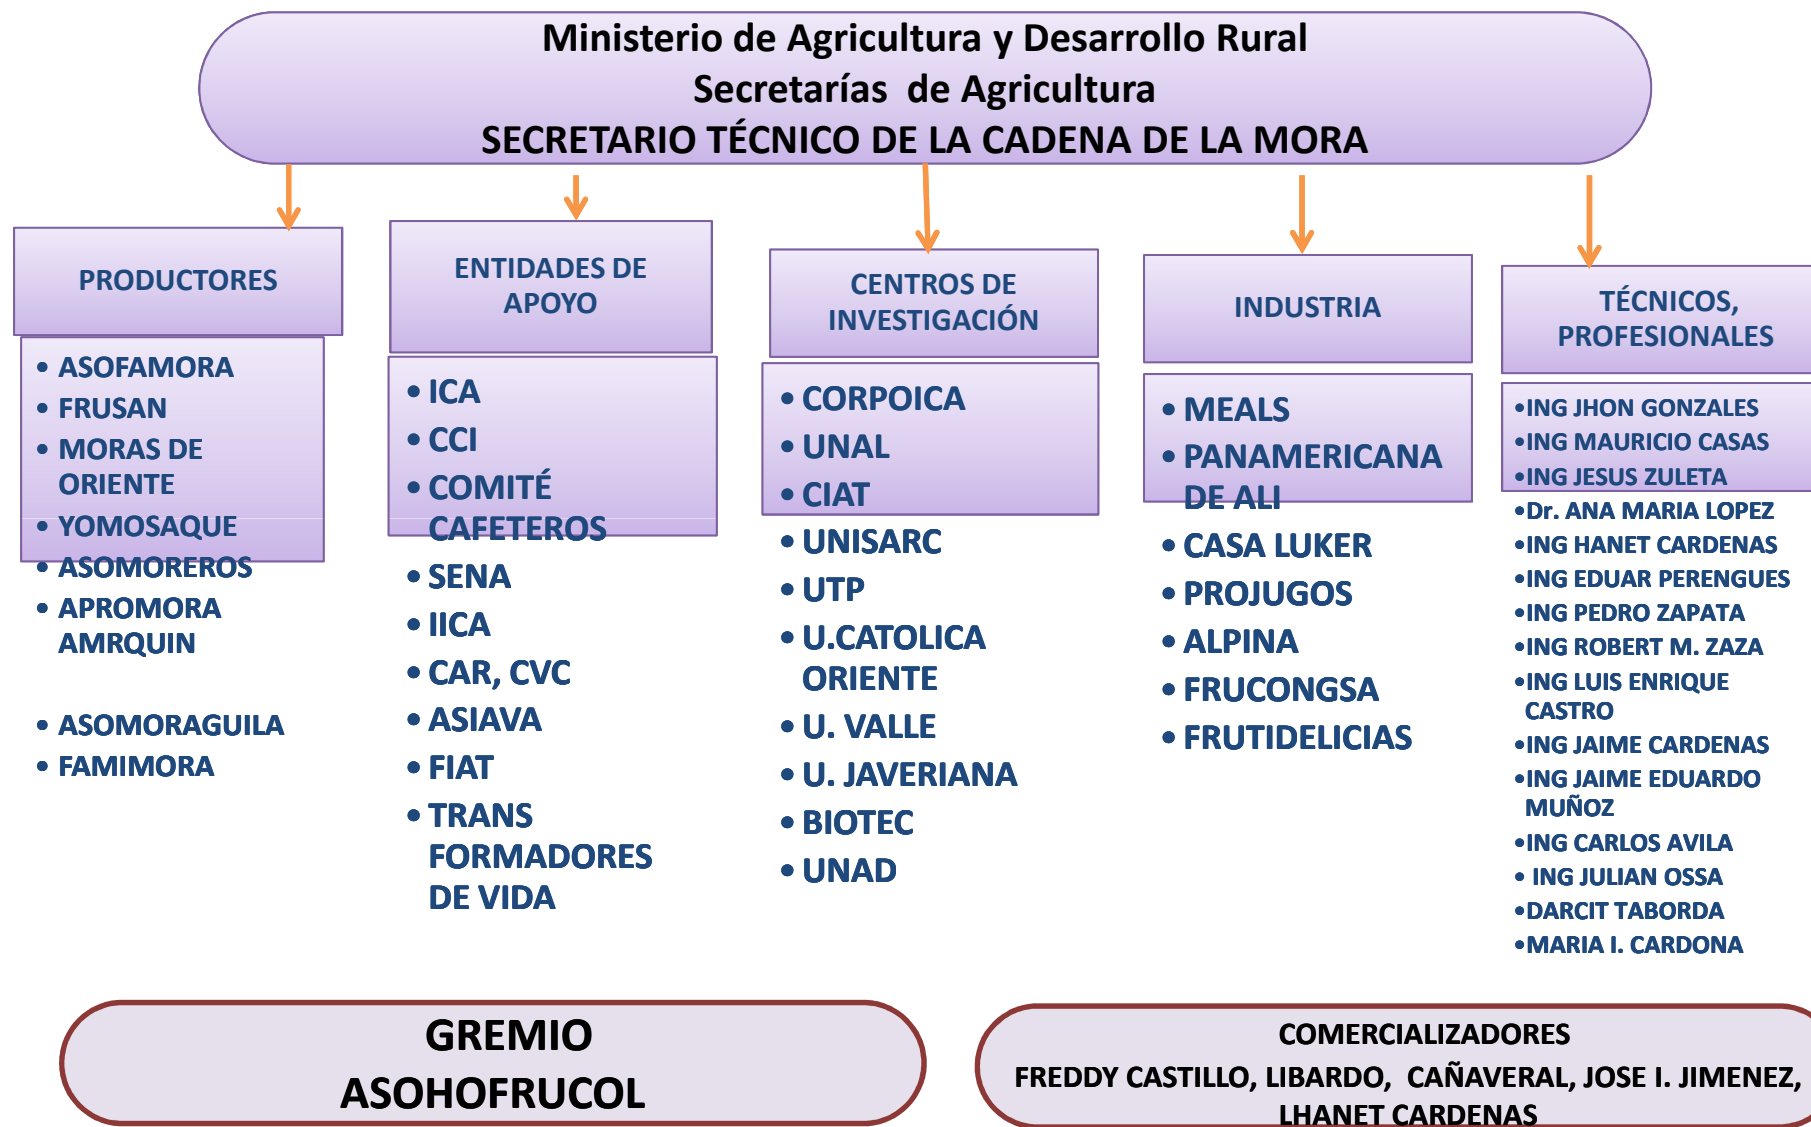 Ministerio de Agricultura y Desarrollo Rural
Secretarías de Agricultura
SECRETARIO TÉCNICO DE LA CADENA DE LA MORA
PRODUCTORES
• ASOFAMORA
• FRUSAN
• MORAS DE
ORIENTE
• YOMOSAQUE
• ASOMOREROS
• APROMORA
AMRQUIN
• ASOMORAGUILA
• FAMIMORA
ENTIDADES DE
APOYO
• ICA
• CCI
• COMITÉ
CAFETEROS
• SENA
• IICA
• CAR, CVC
• ASIAVA
• FIAT
• TRANS
FORMADORES
DE VIDA
CENTROS DE
INVESTIGACIÓN
• CORPOICA
• UNAL
• CIAT
• UNISARC
• UTP
• U.CATOLICA
ORIENTE
• U. VALLE
• U. JAVERIANA
• BIOTEC
• UNAD
INDUSTRIA
• MEALS
• PANAMERICANA
DE ALI
• CASA LUKER
• PROJUGOS
• ALPINA
• FRUCONGSA
• FRUTIDELICIAS
TÉCNICOS,
PROFESIONALES
•ING JHON GONZALES
•ING MAURICIO CASAS
•ING JESUS ZULETA
•Dr. ANA MARIA LOPEZ
•ING HANET CARDENAS
•ING EDUAR PERENGUES
•ING PEDRO ZAPATA
•ING ROBERT M. ZAZA
•ING LUIS ENRIQUE
CASTRO
•ING JAIME CARDENAS
•ING JAIME EDUARDO
MUÑOZ
•ING CARLOS AVILA
• ING JULIAN OSSA
•DARCIT TABORDA
•MARIA I. CARDONA
GREMIO
ASOHOFRUCOL
COMERCIALIZADORES
FREDDY CASTILLO, LIBARDO, CAÑAVERAL, JOSE I. JIMENEZ,
LHANET CARDENAS